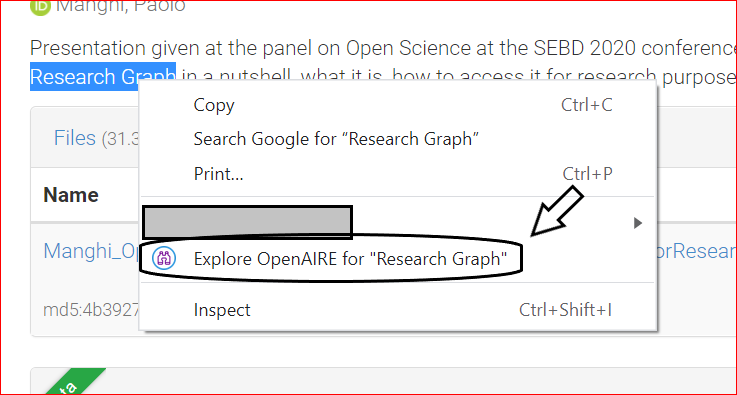 iD Manghi, Paolo
Presentation given at the panel on Open Science at the SEBD 2020 conference
Research Graph in a nutshell, what it is, how to access it for research purpose
Files (31.3
Name
Manghi_Op
orResear
md5:4b3927
Copy Ctrl+C
Search Google for “Research Graph”
Print... Ctrl+P
Explore OpenAIRE for "Research Graph"
Inspect Ctrl+Shift+I